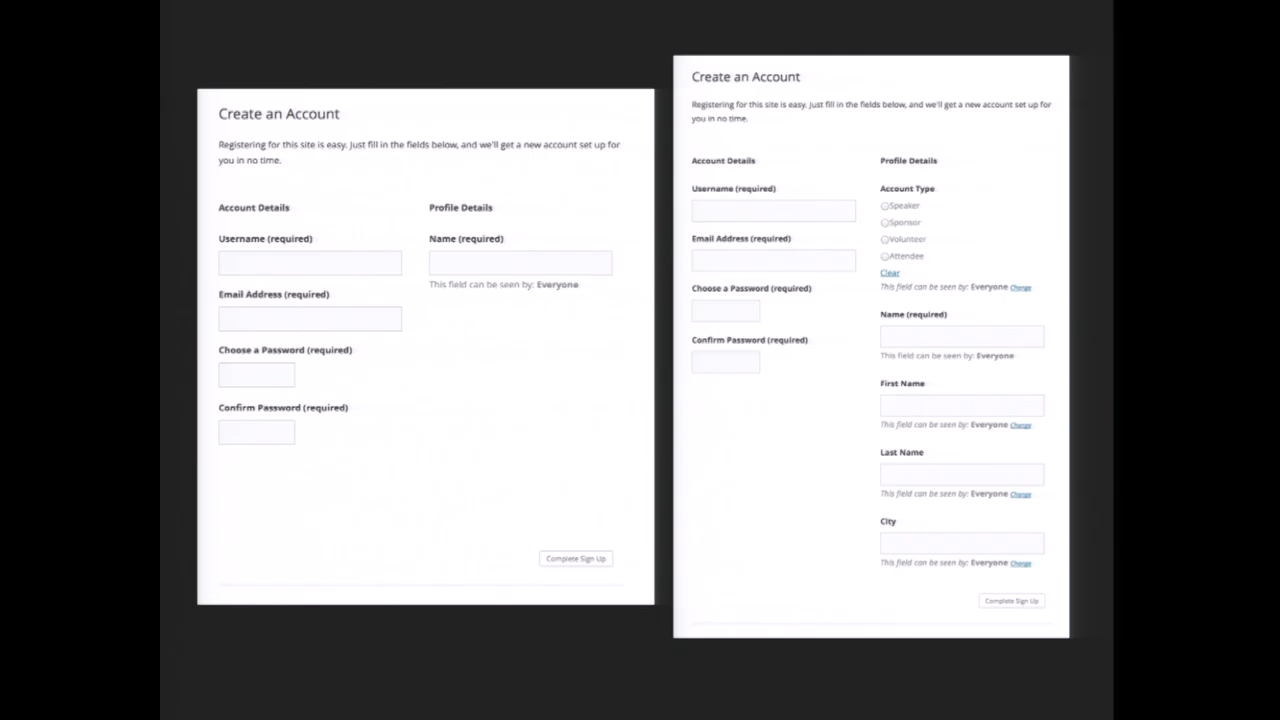 Create an Account
Registering for this site is easy. Just fill in the fields below, and we'll get a new account set up for
you in no time.
Account Details
Username (required)
Email Address (required)
Choose a Password (required)
Confirm Password (required)
Profile Details
Name (required)
This field can be seen by: Everyone
Complete Sign Up
Create an Account
Registering for this site is easy. Just fill in the fields below, and we'll get a new account set up for
you in no time.
Account Details
Username (required)
Email Address (required)
Choose a Password (required)
Confirm Password (required)
Profile Details
Account Type
Speaker
Sponsor
Volunteer
Attendee
Clear
This field can be seen by: Everyone Change
Name (required)
This field can be seen by: Everyone
First Name
This field can be seen by: Everyone Change
Last Name
This field can be seen by: Everyone Change
City
This field can be seen by: Everyone Change
Complete Sign Up